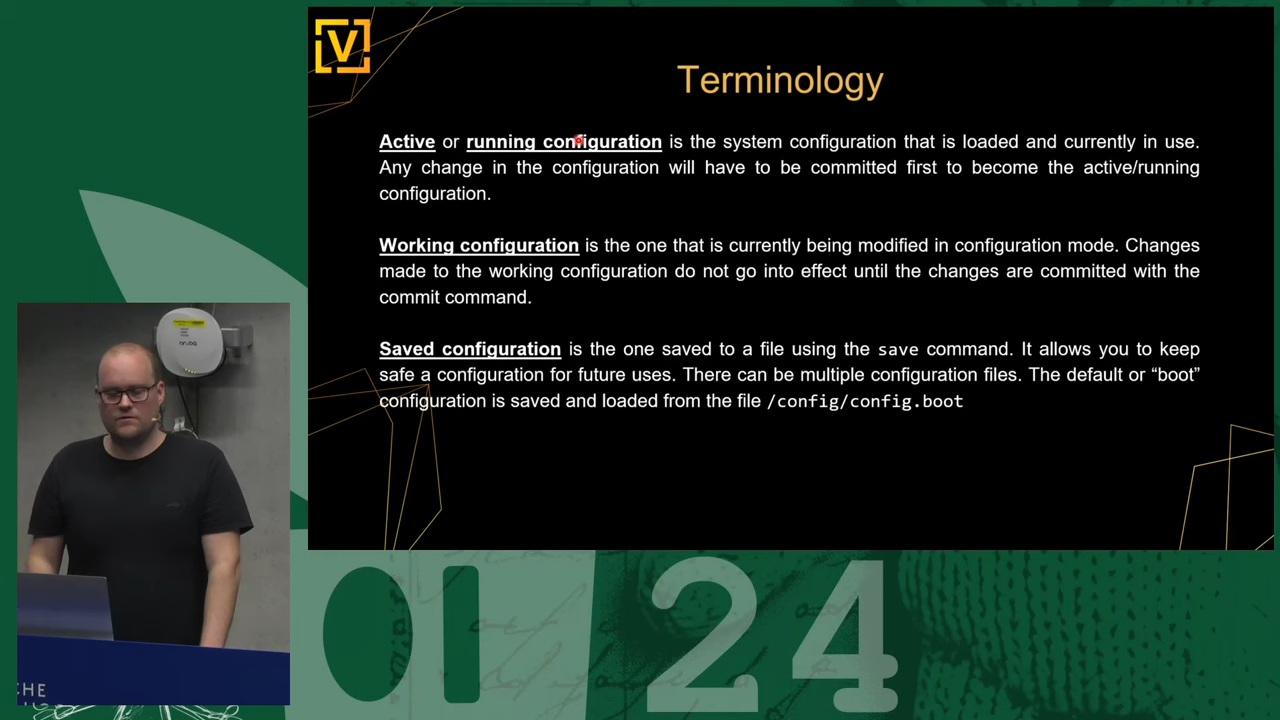 V
Terminology
Active or running configuration is the system configuration that is loaded and currently in use.
Any change in the configuration will have to be committed first to become the active/running
configuration.
Working configuration is the one that is currently being modified in configuration mode. Changes
made to the working configuration do not go into effect until the changes are committed with the
commit command.
Saved configuration is the one saved to a file using the save command. It allows you to keep
safe a configuration for future uses. There can be multiple configuration files. The default or “boot”
configuration is saved and loaded from the file /config/config.boot
aruba
CHE
24